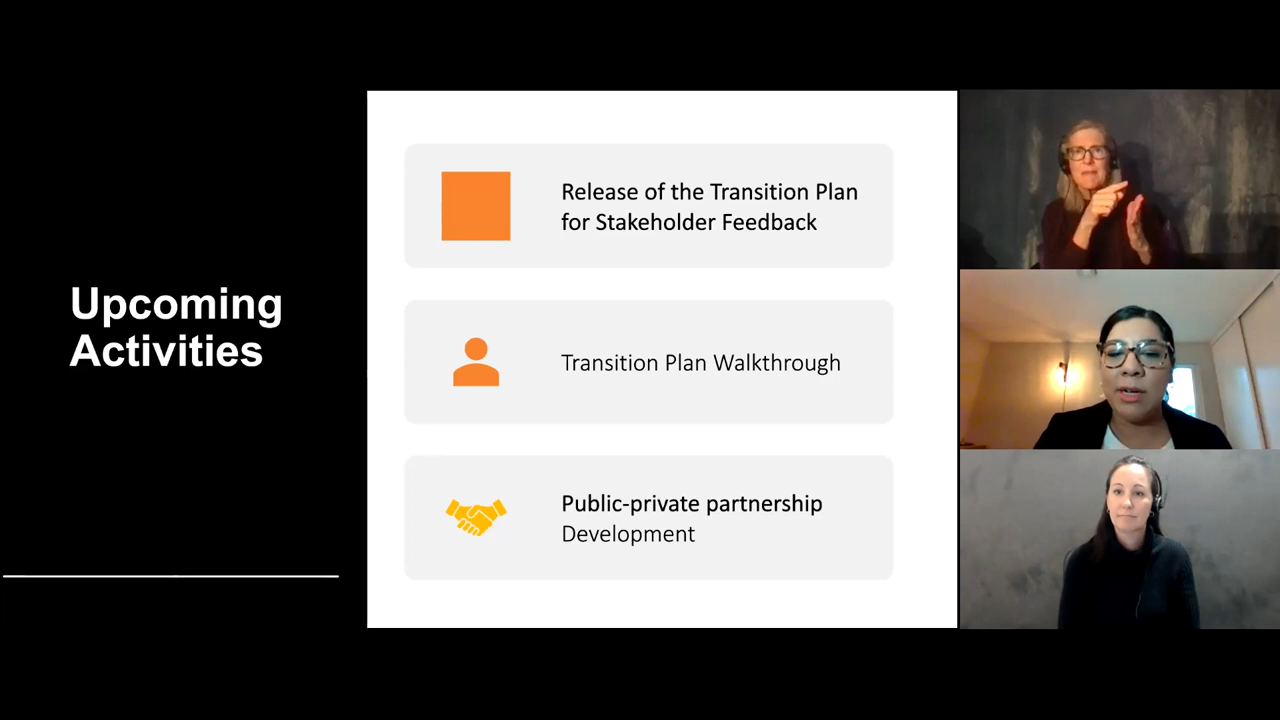 Upcoming
Activities
Release of the Transition Plan
for Stakeholder Feedback
Transition Plan Walkthrough
Public-private partnership
Development